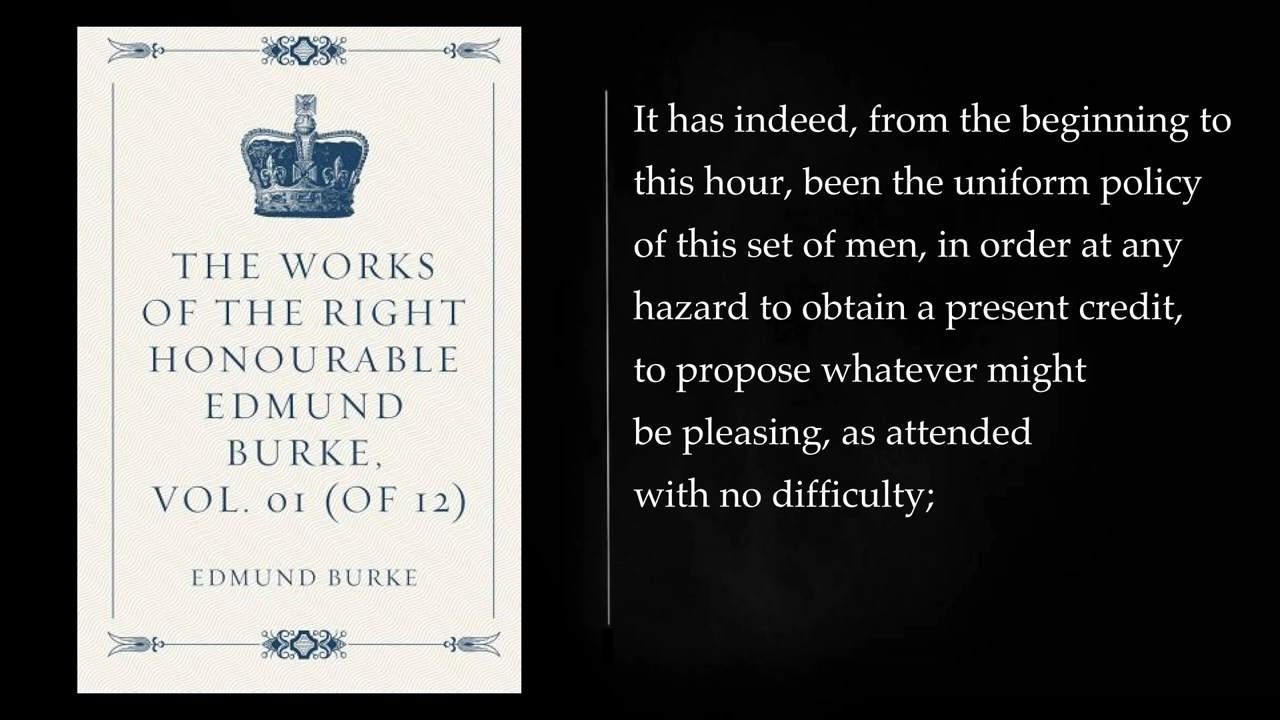 THE WORKS
OF THE RIGHT
HONOURABLE
EDMUND
BURKE,
VOL. 01 (OF 12)
EDMUND BURKE
It has indeed, from the beginning to
this hour, been the uniform policy
of this set of men, in order at any
hazard to obtain a present credit,
to propose whatever might
be pleasing, as attended
with no difficulty;